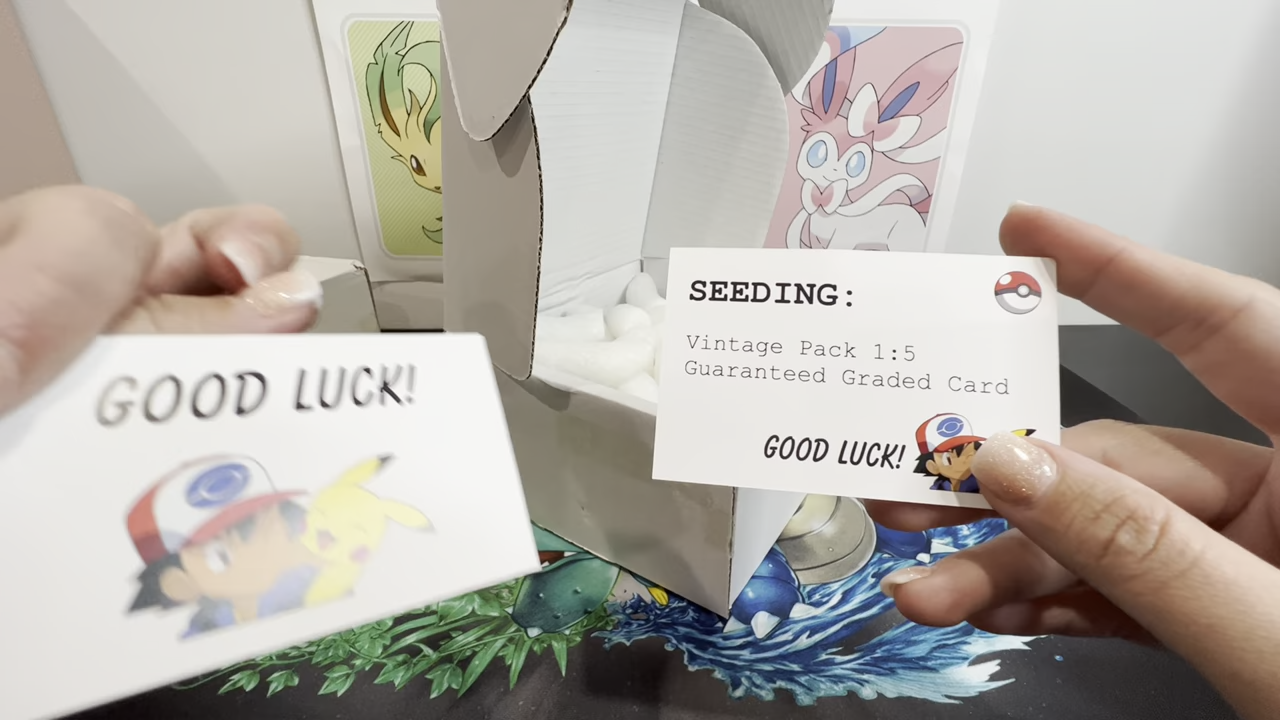 GOOD LUCK!
SEEDING:
Vintage Pack 1:5
Guaranteed Graded Card
GOOD LUCK!